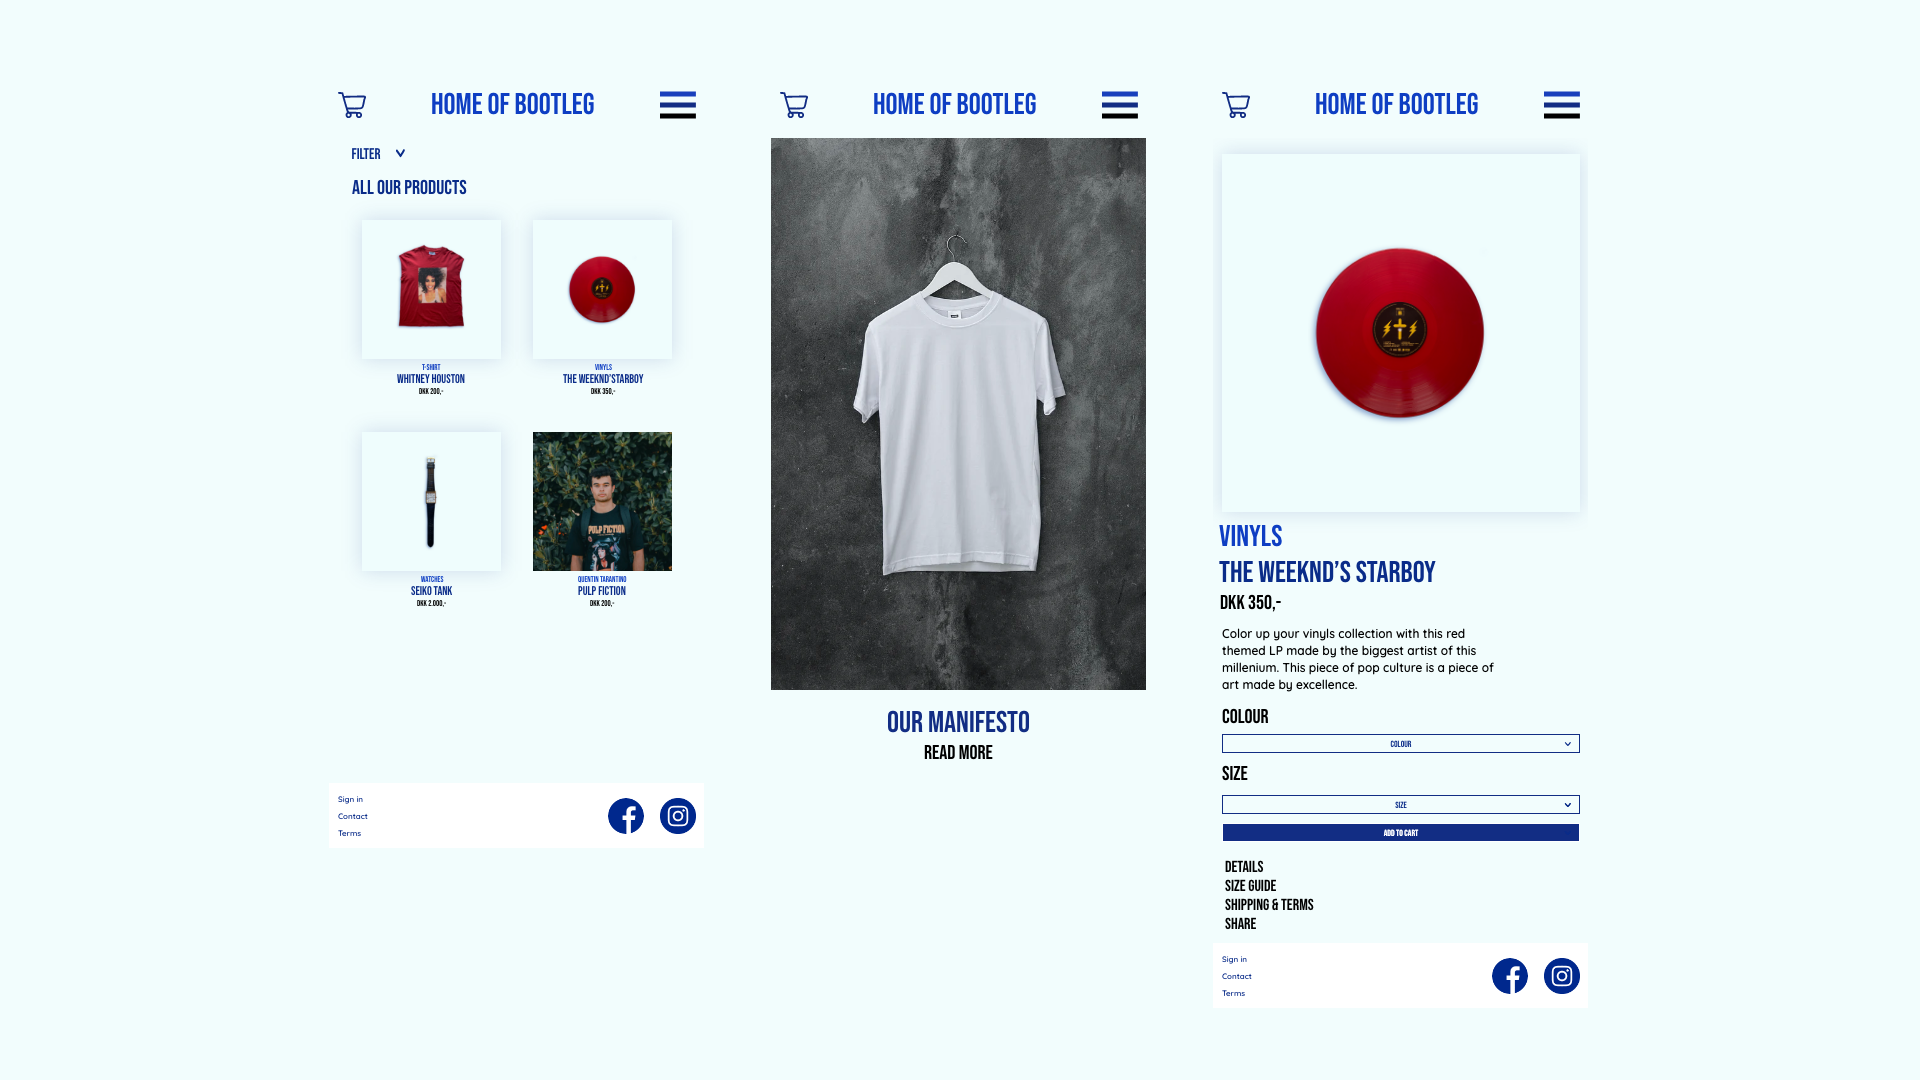 HOME OF BOOTLEG
FILTER
ALL OUR PRODUCTS
T-SHIRT
WHITNEY HOUSTON
DKK 200,-
VINYLS
THE WEEKND'STARBOY
DKK 350,-
WATCHES
SEIKO TANK
DKK 2.000,-
PULP FICTION
QUENTIN TARANTINO
PULP FICTION
DKK 200,-
Sign in
Contact
Terms
HOME OF BOOTLEG
OUR MANIFESTO
READ MORE
HOME OF BOOTLEG
VINYLS
THE WEEKND’S STARBOY
DKK 350,-
Color up your vinyls collection with this red
themed LP made by the biggest artist of this
millenium. This piece of pop culture is a piece of
art made by excellence.
COLOUR
COLOUR
SIZE
SIZE
ADD TO CART
DETAILS
SIZE GUIDE
SHIPPING & TERMS
SHARE
Sign in
Contact
Terms